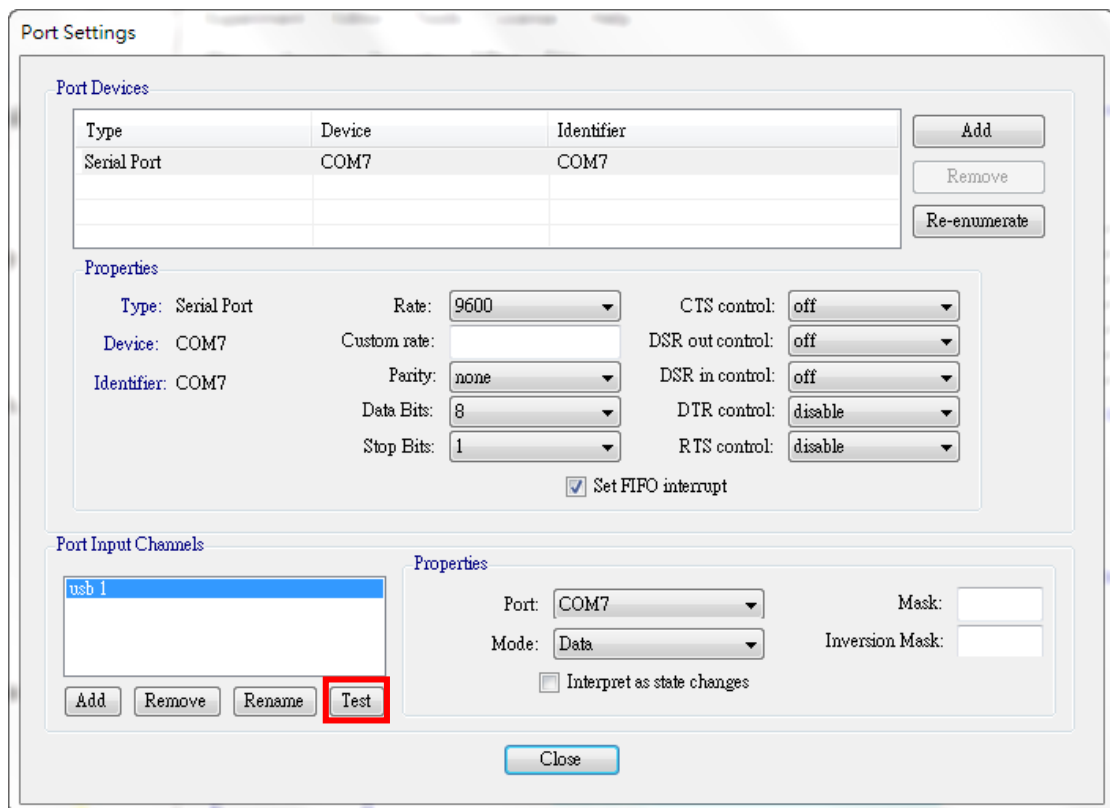 Port Settings
Port Devices
Type Device Identifier
Serial Port COM7 COM7
Add
Remove
Re-enumerate
Properties
Type: Serial Port Rate: 9600 CTS control: off
Device: COM7 Custom rate: DSR out control: off
Identifier: COM7 Parity: none DSR in control: off
Data Bits: 8 DTR control: disable
Stop Bits: 1 RTS control: disable
Set FIFO interrupt
Port Input Channels
usb 1
Add Remove Rename Test
Properties
Port: COM7 Mask:
Mode: Data Inversion Mask:
Interpret as state changes
Close